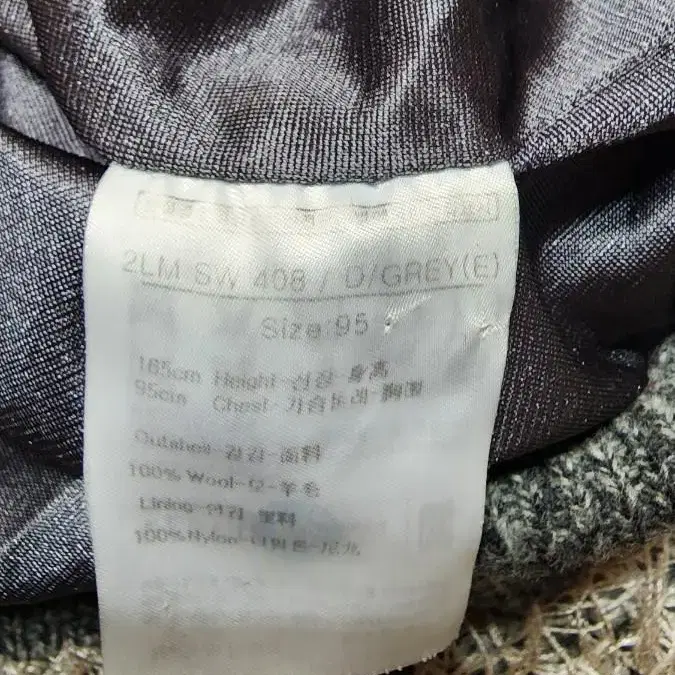 2LM SW 408 / D/GREY(E)
Size:95
165cm Height-신장-身高
95cm Chest-가슴둘레-胸围
Outshell-겉감-面料
100% Wool-모-羊毛
Lining-안감 里料
100% Nylon-나일론-尼龙